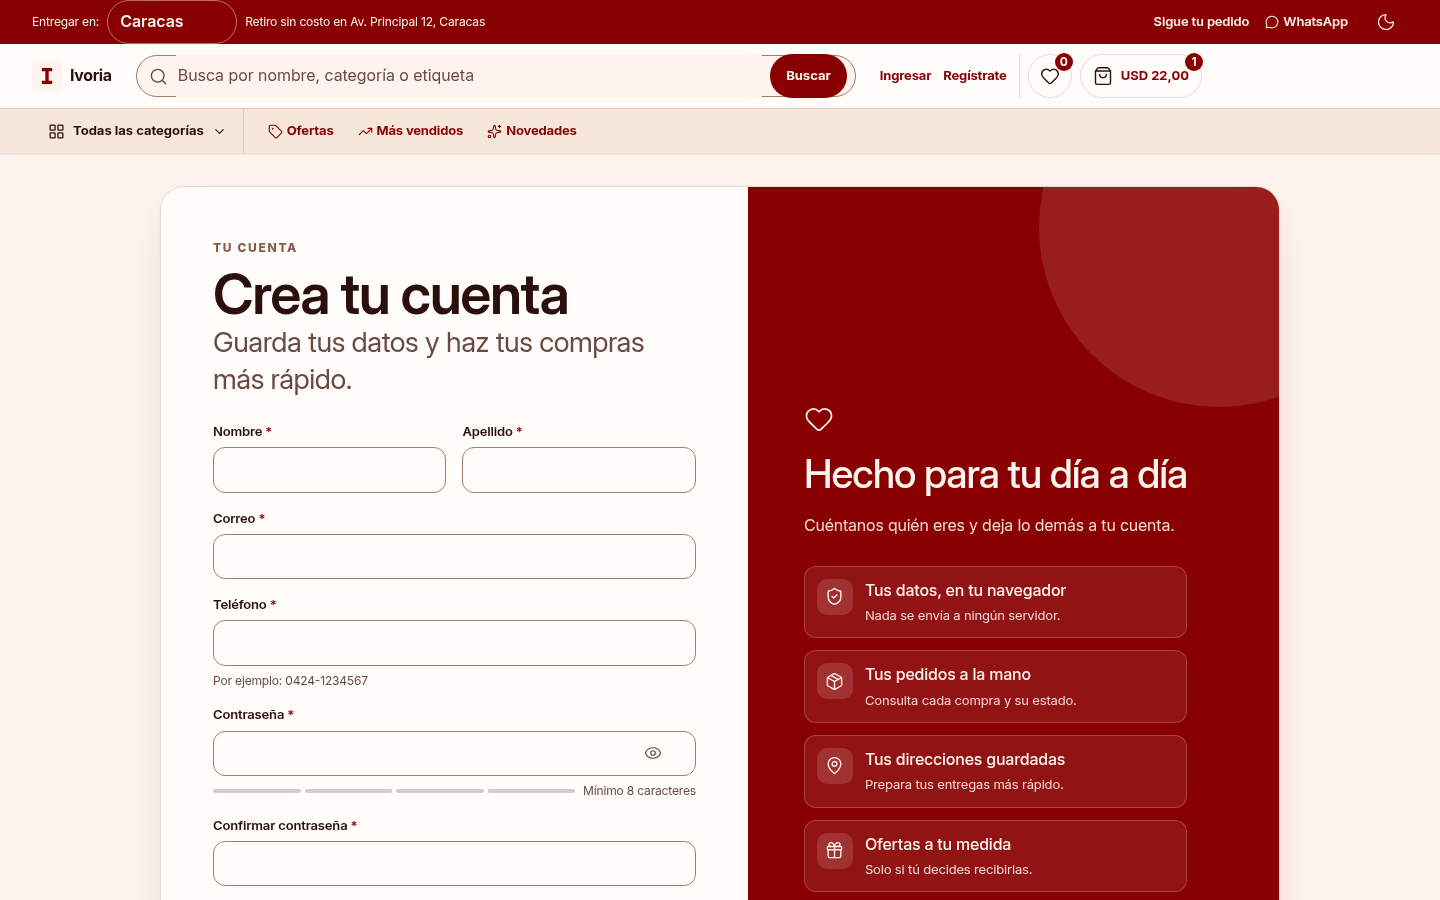 Entregar en: Caracas Retiro sin costo en Av. Principal 12, Caracas Sigue tu pedido WhatsApp
I Ivoria Busca por nombre, categoría o etiqueta Buscar Ingresar Regístrate 0 USD 22,00 1
Todas las categorías Ofertas Más vendidos Novedades
TU CUENTA
Crea tu cuenta
Guarda tus datos y haz tus compras
más rápido.
Nombre * Apellido *
Correo *
Teléfono *
Por ejemplo: 0424-1234567
Contraseña *
Mínimo 8 caracteres
Confirmar contraseña *
Hecho para tu día a día
Cuéntanos quién eres y deja lo demás a tu cuenta.
Tus datos, en tu navegador
Nada se envía a ningún servidor.
Tus pedidos a la mano
Consulta cada compra y su estado.
Tus direcciones guardadas
Prepara tus entregas más rápido.
Ofertas a tu medida
Solo si tú decides recibirlas.